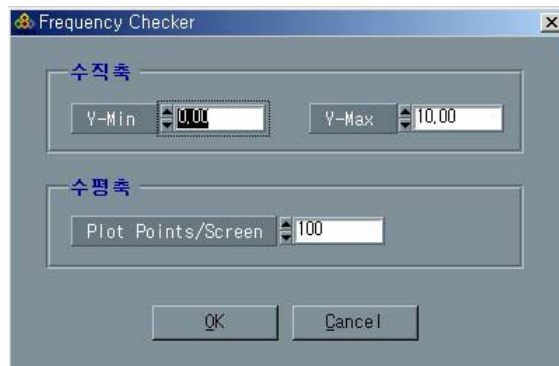 Frequency Checker
수직축
Y-Min 0,00 Y-Max 10,00
수평축
Plot Points/Screen 100
OK Cancel